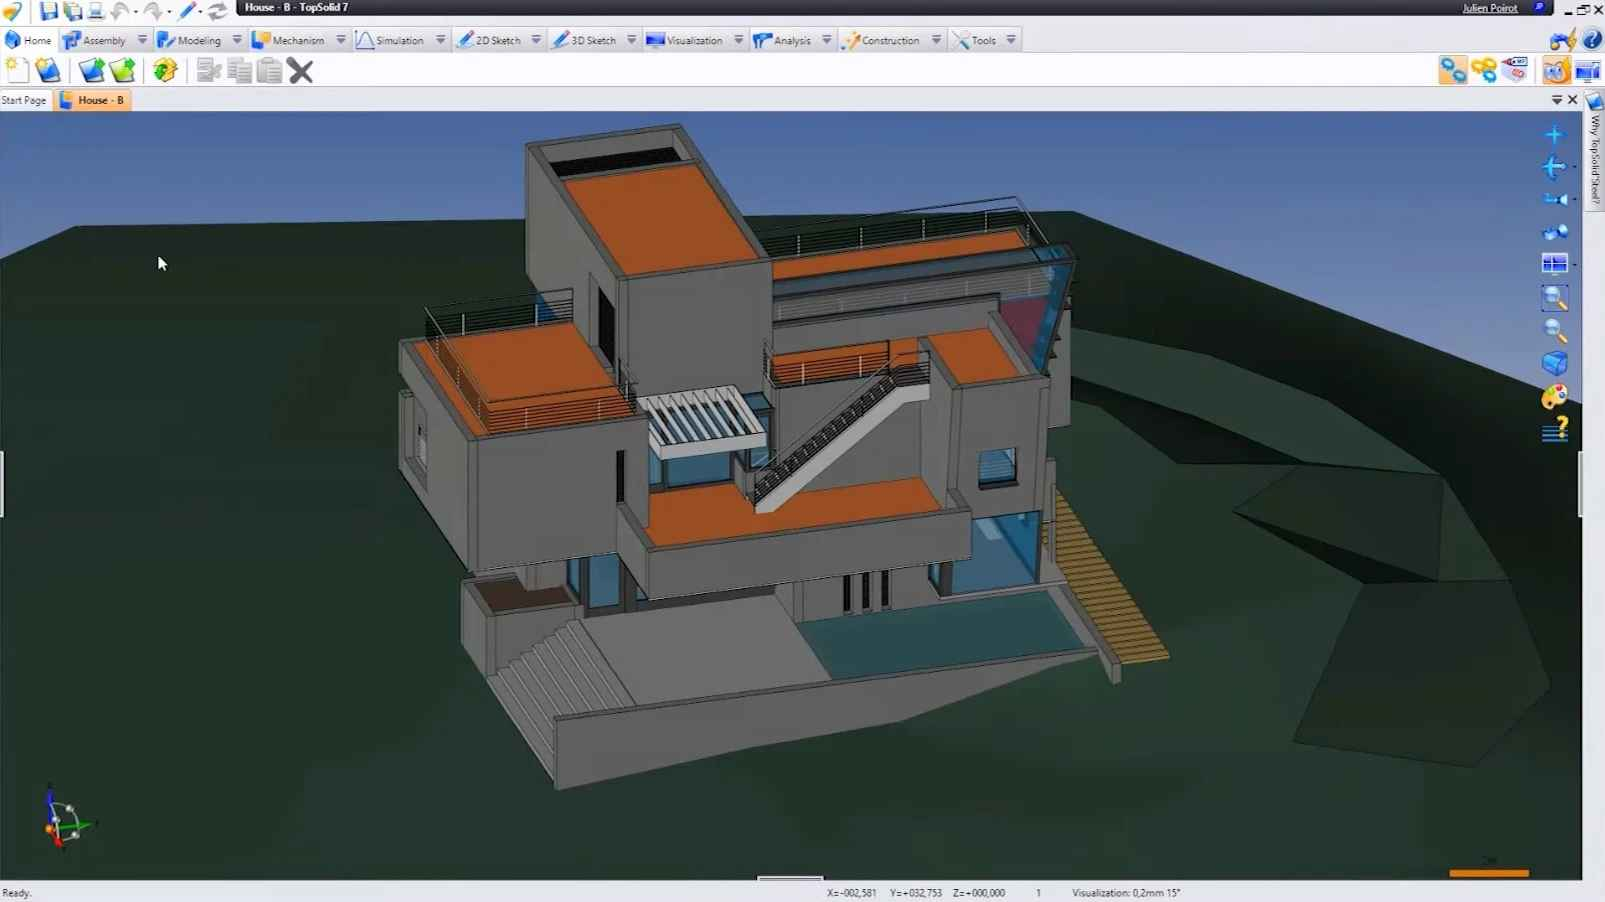 House - B - TopSolid 7
Julien Poirot
Home
Assembly
Modeling
Mechanism
Simulation
2D Sketch
3D Sketch
Visualization
Analysis
Construction
Tools
Start Page
House - B
Why TopSolid'Steel?
Ready.
X=-002,581
Y=+032,753
Z=+000,000
1
Visualization: 0,2mm 15°